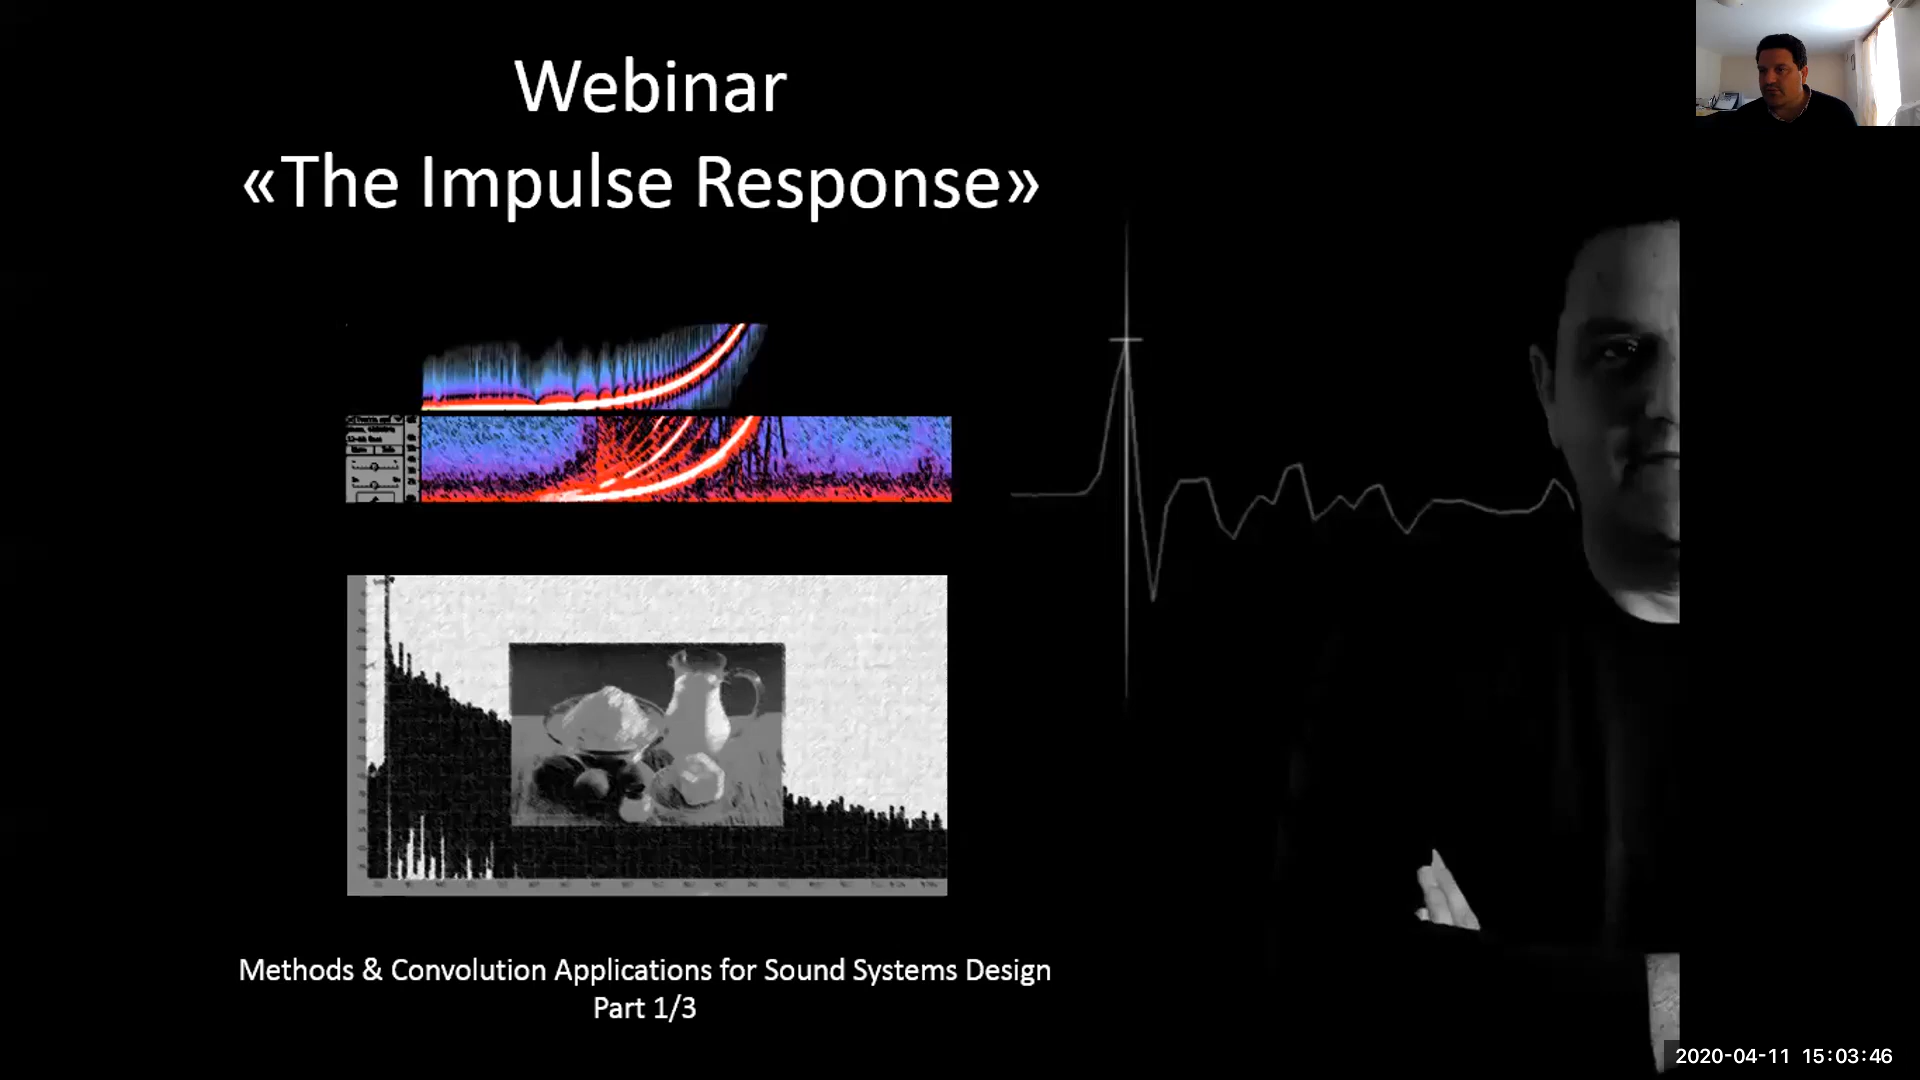 Webinar
«The Impulse Response»
Methods & Convolution Applications for Sound Systems Design
Part 1/3
2020-04-11 15:03:46